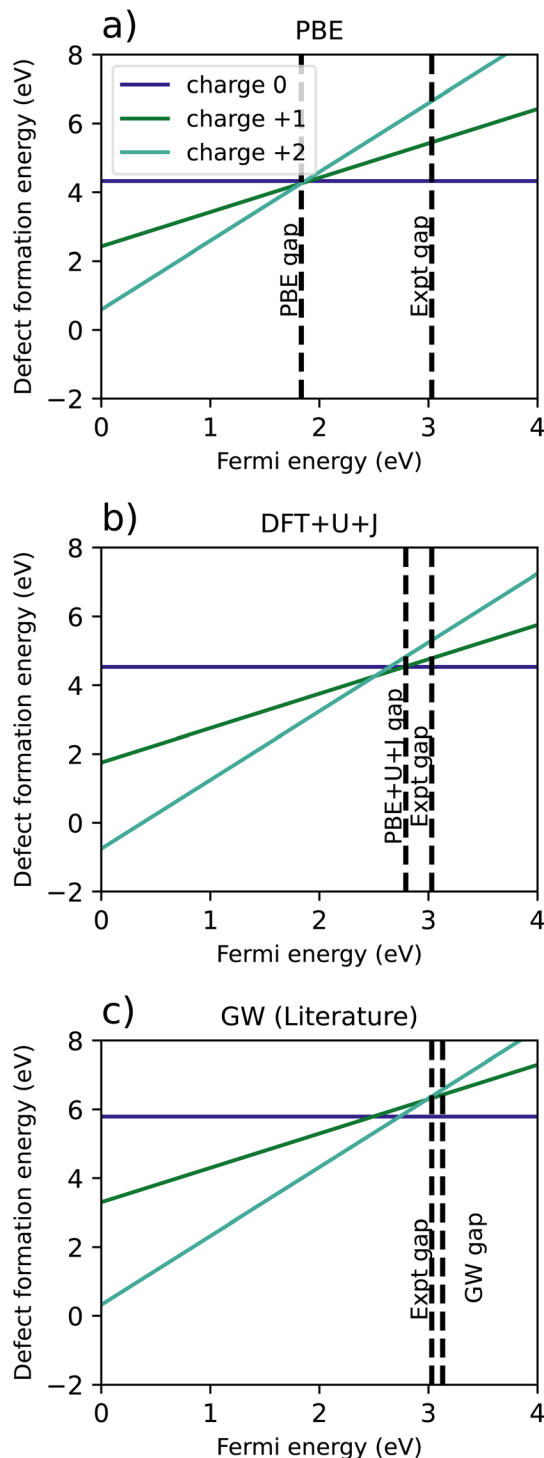 a)
PBE
Defect formation energy (eV)
8
6
4
2
0
−2
charge 0
charge +1
charge +2
PBE gap
Expt gap
0 1 2 3 4
Fermi energy (eV)
b)
DFT+U+J
Defect formation energy (eV)
8
6
4
2
0
−2
PBE+U+J gap
Expt gap
0 1 2 3 4
Fermi energy (eV)
c)
GW (Literature)
Defect formation energy (eV)
8
6
4
2
0
−2
Expt gap
GW gap
0 1 2 3 4
Fermi energy (eV)